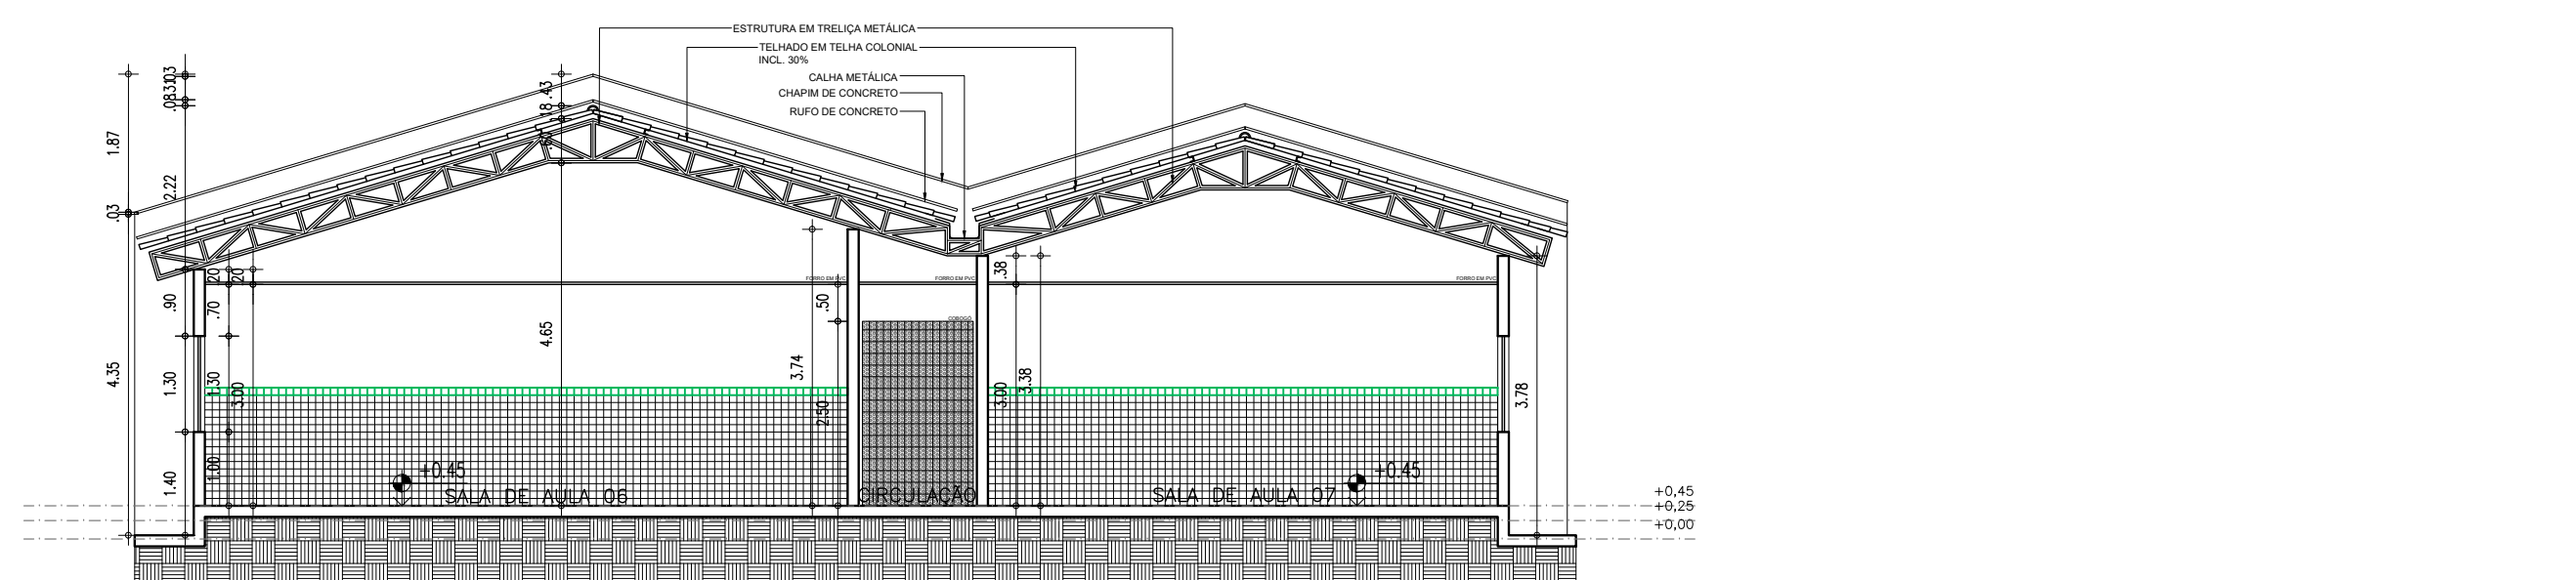 ESTRUTURA EM TRELIÇA METÁLICA
TELHADO EM TELHA COLONIAL
INCL. 30%
CALHA METÁLICA
CHAPIM DE CONCRETO
RUFO DE CONCRETO
1.87
.03
4.35
.03
.31
.08
2.22
.90
1.30
1.40
.20
.70
1.30
1.00
.20
3.00
.43
.18
.60
4.65
3.74
.50
2.50
.38
3.00
3.38
3.78
FORRO EM PVC
FORRO EM PVC
FORRO EM PVC
COBOGÓ
+0.45
SALA DE AULA 06
CIRCULAÇÃO
SALA DE AULA 07
+0.45
+0,45
+0,25
+0,00